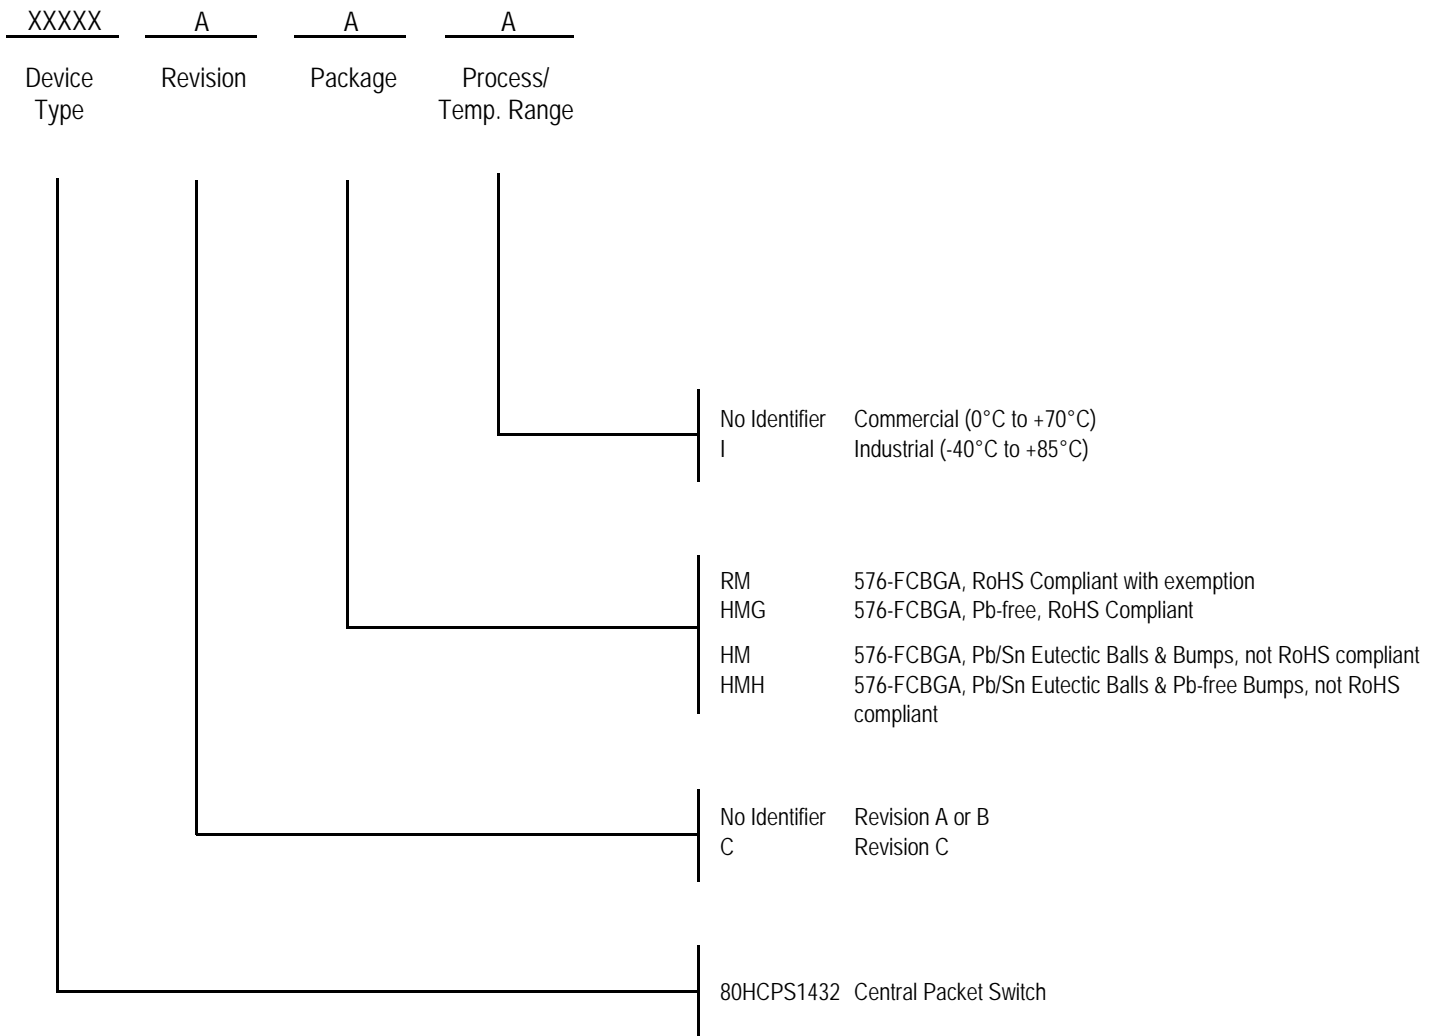 XXXXX A A A
Device Type
Revision
Package
Process/
Temp. Range
No Identifier Commercial (0°C to +70°C)
I Industrial (-40°C to +85°C)
RM 576-FCBGA, RoHS Compliant with exemption
HMG 576-FCBGA, Pb-free, RoHS Compliant
HM 576-FCBGA, Pb/Sn Eutectic Balls & Bumps, not RoHS compliant
HMH 576-FCBGA, Pb/Sn Eutectic Balls & Pb-free Bumps, not RoHS
compliant
No Identifier Revision A or B
C Revision C
80HCPS1432 Central Packet Switch